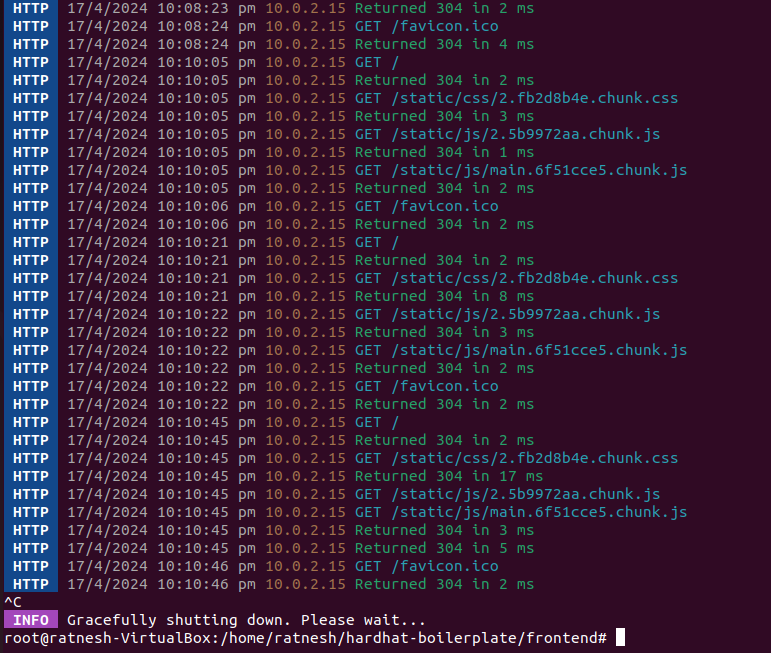 HTTP 17/4/2024 10:08:23 pm 10.0.2.15 Returned 304 in 2 ms
HTTP 17/4/2024 10:08:24 pm 10.0.2.15 GET /favicon.ico
HTTP 17/4/2024 10:08:24 pm 10.0.2.15 Returned 304 in 4 ms
HTTP 17/4/2024 10:10:05 pm 10.0.2.15 GET /
HTTP 17/4/2024 10:10:05 pm 10.0.2.15 Returned 304 in 2 ms
HTTP 17/4/2024 10:10:05 pm 10.0.2.15 GET /static/css/2.fb2d8b4e.chunk.css
HTTP 17/4/2024 10:10:05 pm 10.0.2.15 Returned 304 in 3 ms
HTTP 17/4/2024 10:10:05 pm 10.0.2.15 GET /static/js/2.5b9972aa.chunk.js
HTTP 17/4/2024 10:10:05 pm 10.0.2.15 Returned 304 in 1 ms
HTTP 17/4/2024 10:10:05 pm 10.0.2.15 GET /static/js/main.6f51cce5.chunk.js
HTTP 17/4/2024 10:10:05 pm 10.0.2.15 Returned 304 in 2 ms
HTTP 17/4/2024 10:10:06 pm 10.0.2.15 GET /favicon.ico
HTTP 17/4/2024 10:10:06 pm 10.0.2.15 Returned 304 in 2 ms
HTTP 17/4/2024 10:10:21 pm 10.0.2.15 GET /
HTTP 17/4/2024 10:10:21 pm 10.0.2.15 Returned 304 in 2 ms
HTTP 17/4/2024 10:10:21 pm 10.0.2.15 GET /static/css/2.fb2d8b4e.chunk.css
HTTP 17/4/2024 10:10:21 pm 10.0.2.15 Returned 304 in 8 ms
HTTP 17/4/2024 10:10:22 pm 10.0.2.15 GET /static/js/2.5b9972aa.chunk.js
HTTP 17/4/2024 10:10:22 pm 10.0.2.15 Returned 304 in 3 ms
HTTP 17/4/2024 10:10:22 pm 10.0.2.15 GET /static/js/main.6f51cce5.chunk.js
HTTP 17/4/2024 10:10:22 pm 10.0.2.15 Returned 304 in 2 ms
HTTP 17/4/2024 10:10:22 pm 10.0.2.15 GET /favicon.ico
HTTP 17/4/2024 10:10:22 pm 10.0.2.15 Returned 304 in 2 ms
HTTP 17/4/2024 10:10:45 pm 10.0.2.15 GET /
HTTP 17/4/2024 10:10:45 pm 10.0.2.15 Returned 304 in 2 ms
HTTP 17/4/2024 10:10:45 pm 10.0.2.15 GET /static/css/2.fb2d8b4e.chunk.css
HTTP 17/4/2024 10:10:45 pm 10.0.2.15 Returned 304 in 17 ms
HTTP 17/4/2024 10:10:45 pm 10.0.2.15 GET /static/js/2.5b9972aa.chunk.js
HTTP 17/4/2024 10:10:45 pm 10.0.2.15 GET /static/js/main.6f51cce5.chunk.js
HTTP 17/4/2024 10:10:45 pm 10.0.2.15 Returned 304 in 3 ms
HTTP 17/4/2024 10:10:45 pm 10.0.2.15 Returned 304 in 5 ms
HTTP 17/4/2024 10:10:46 pm 10.0.2.15 GET /favicon.ico
HTTP 17/4/2024 10:10:46 pm 10.0.2.15 Returned 304 in 2 ms
^C
INFO Gracefully shutting down. Please wait...
root@ratnesh-VirtualBox:/home/ratnesh/hardhat-boilerplate/frontend#